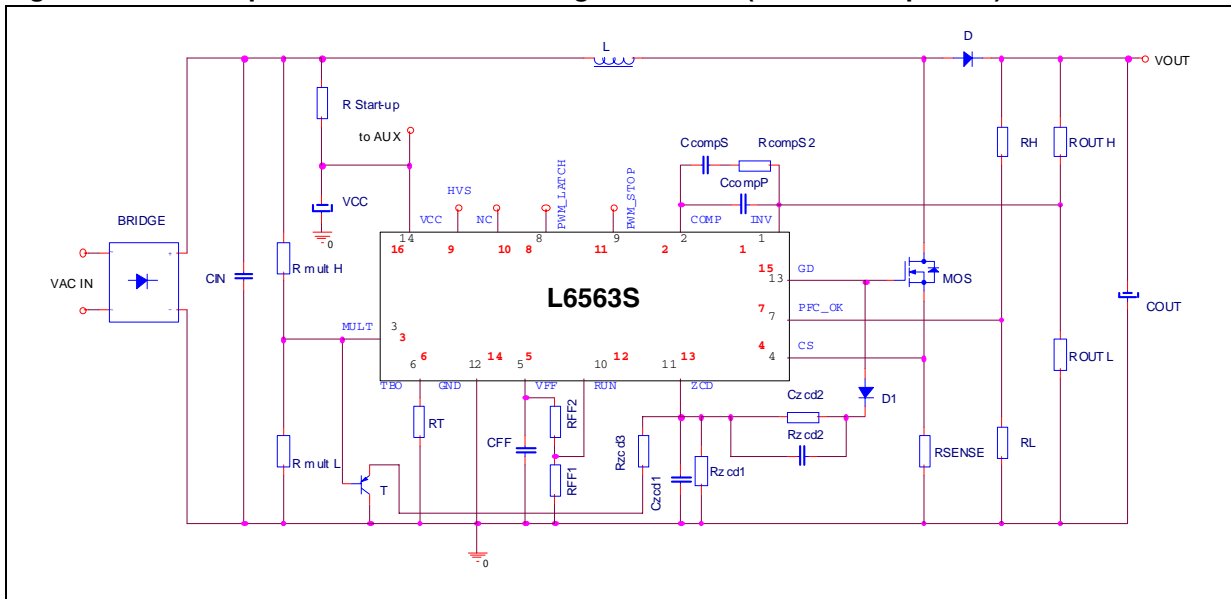 L
D
VOUT
R Start-up
to AUX
CcompS
RcompS2
RH
ROUTH
CcompP
HVS
PWM_LATCH
PWM_STOP
VCC
BRIDGE
VCC
NC
COMP
INV
14
8
9
2
1
0
16
9
10
8
11
2
1
R mult H
15
GD
13
CIN
L6563S
MOS
VAC IN
7
PFC_OK
7
COUT
MULT
3
3
4
CS
4
ROUTL
6
14
5
12
13
6
12
5
10
11
TBO
GND
VFF
RUN
ZCD
Czcd2
D1
RT
RFF2
CFF
Rzcd3
Rzcd2
RL
R mult L
RSENSE
Rzcd1
Czcd1
RFF1
T
0